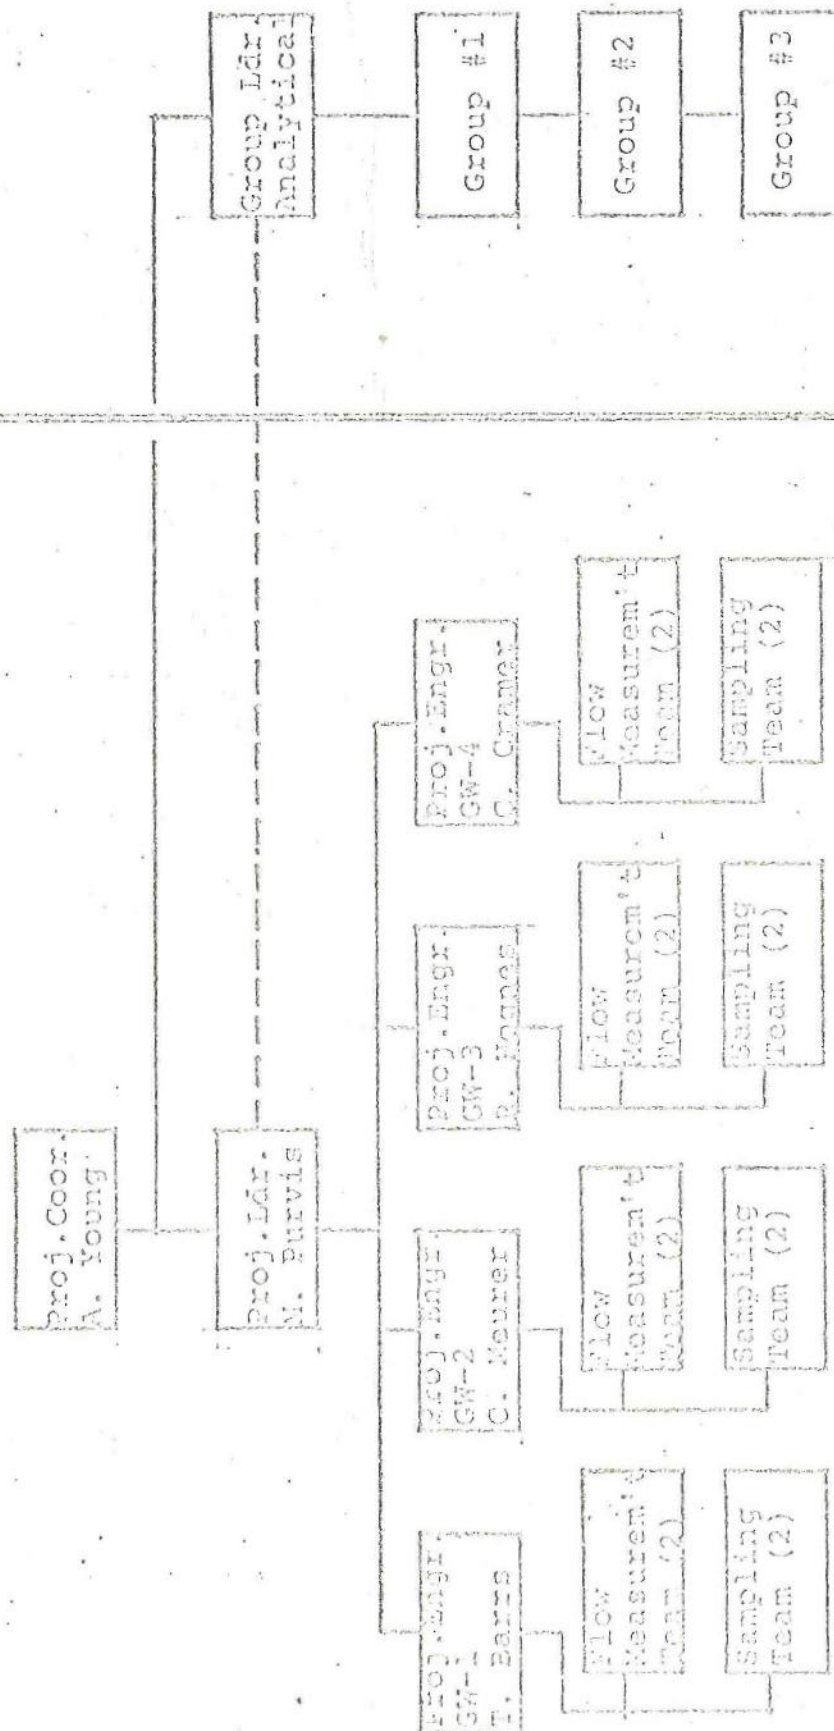 Proj.Coor.
A. Young
Proj.Ldr.
N. Purvis
Group Ldr.
Analytical
Proj.Engr.
GW-1
T. Barrs
Proj.Engr.
GW-2
C. Meurer
Proj.Engr.
GW-3
R.
Proj.Engr.
GW-4
C. Cramer
Group #1
Flow
Measurem't
Team (2)
Flow
Measurem't
Team (2)
Flow
Measurem't
Team (2)
Flow
Measurem't
Team (2)
Group #2
Sampling
Team (2)
Sampling
Team (2)
Sampling
Team (2)
Sampling
Team (2)
Group #3